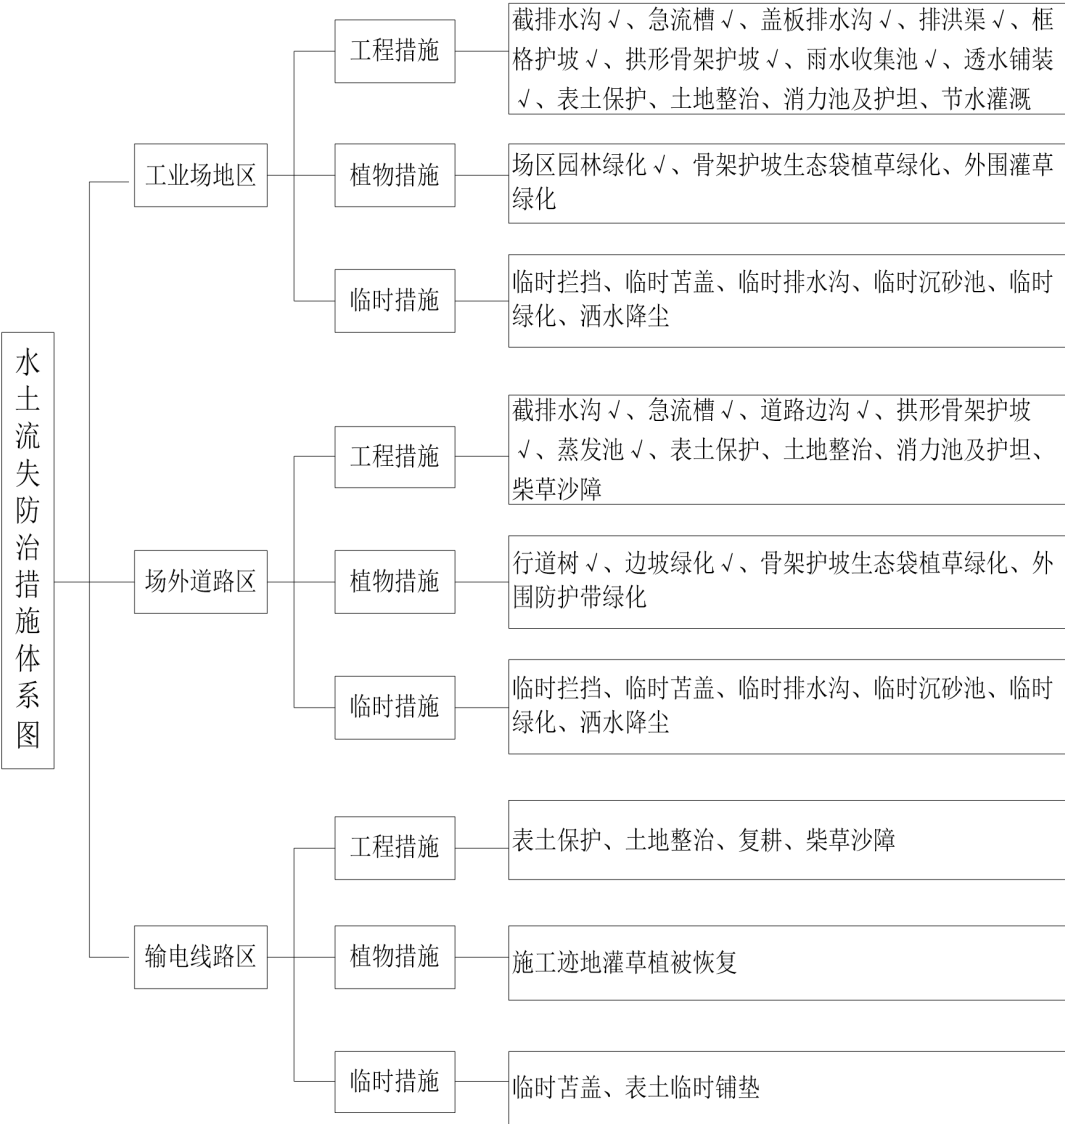 水土流失防治措施体系图
工业场地区
工程措施
截排水沟√、急流槽√、盖板排水沟√、排洪渠√、框
格护坡√、拱形骨架护坡√、雨水收集池√、透水铺装
√、表土保护、土地整治、消力池及护坦、节水灌溉
植物措施
场区园林绿化√、骨架护坡生态袋植草绿化、外围灌草
绿化
临时措施
临时拦挡、临时苫盖、临时排水沟、临时沉砂池、临时
绿化、洒水降尘
场外道路区
工程措施
截排水沟√、急流槽√、道路边沟√、拱形骨架护坡
√、蒸发池√、表土保护、土地整治、消力池及护坦、
柴草沙障
植物措施
行道树√、边坡绿化√、骨架护坡生态袋植草绿化、外
围防护带绿化
临时措施
临时拦挡、临时苫盖、临时排水沟、临时沉砂池、临时
绿化、洒水降尘
输电线路区
工程措施
表土保护、土地整治、复耕、柴草沙障
植物措施
施工迹地灌草植被恢复
临时措施
临时苫盖、表土临时铺垫